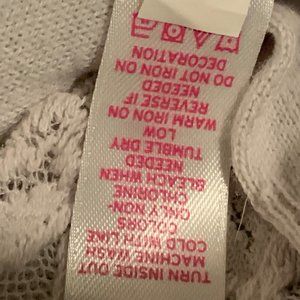 TURN INSIDE OUT
MACHINE WASH
COLD WITH LIKE
COLORS
ONLY NON-
CHLORINE
BLEACH WHEN
NEEDED
TUMBLE DRY
LOW
WARM IRON ON
REVERSE IF
NEEDED
DO NOT IRON ON
DECORATION